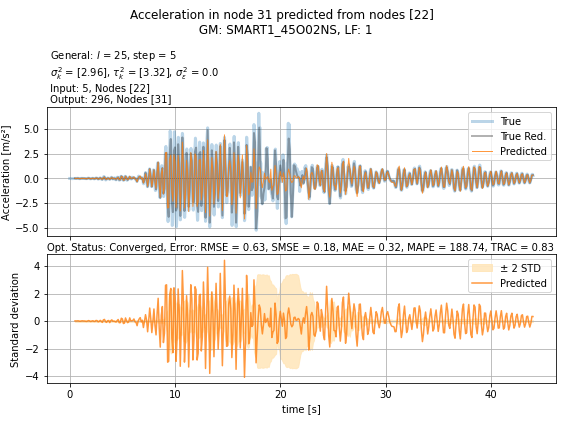 Acceleration in node 31 predicted from nodes [22]
GM: SMART1_45O02NS, LF: 1
General: l = 25, step = 5
σ²ₖ = [2.96], τ²ₖ = [3.32], σ²ε = 0.0
Input: 5, Nodes [22]
Output: 296, Nodes [31]
Acceleration [m/s²]
5.0
2.5
0.0
−2.5
−5.0
True
True Red.
Predicted
Opt. Status: Converged, Error: RMSE = 0.63, SMSE = 0.18, MAE = 0.32, MAPE = 188.74, TRAC = 0.83
Standard deviation
4
2
0
−2
−4
± 2 STD
Predicted
0
10
20
30
40
time [s]